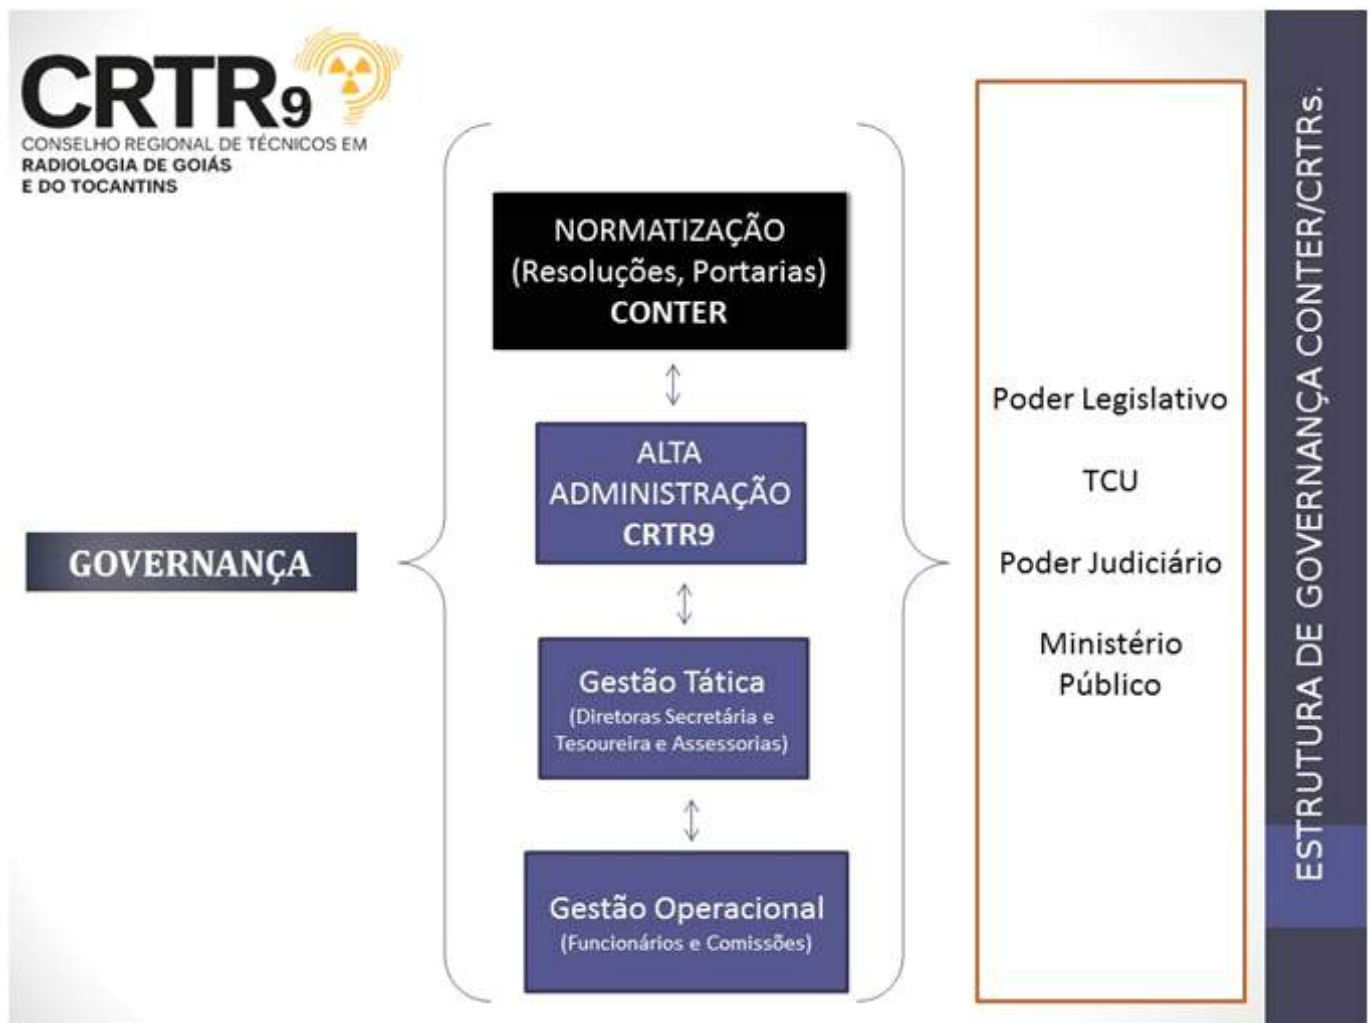 CRTR9
CONSELHO REGIONAL DE TÉCNICOS EM
RADIOLOGIA DE GOIÁS
E DO TOCANTINS
GOVERNANÇA
NORMATIZAÇÃO
(Resoluções, Portarias)
CONTER
ALTA
ADMINISTRAÇÃO
CRTR9
Gestão Tática
(Diretoras Secretária e
Tesoureira e Assessorias)
Gestão Operacional
(Funcionários e Comissões)
Poder Legislativo
TCU
Poder Judiciário
Ministério
Público
ESTRUTURA DE GOVERNANÇA CONTER/CRTRs.